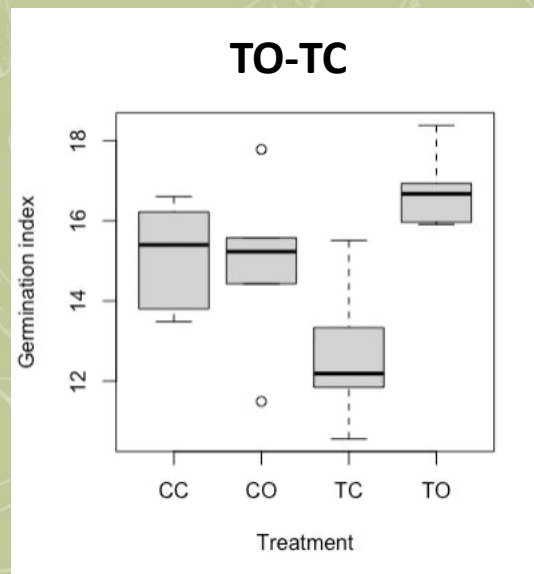 TO-TC
18
16
14
12
Germination index
CC CO TC TO
Treatment